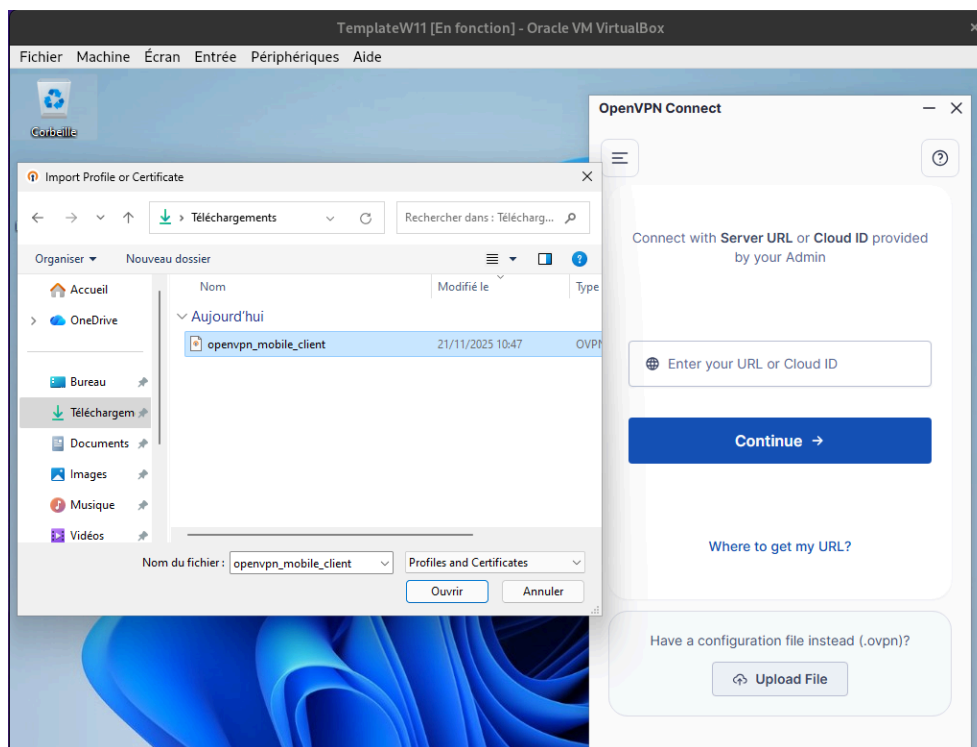 TemplateW11 [En fonction] - Oracle VM VirtualBox
Fichier Machine Écran Entrée Périphériques Aide
Corbeille
Import Profile or Certificate
Téléchargements
Rechercher dans : Télécharg...
Organiser
Nouveau dossier
Accueil
OneDrive
Bureau
Téléchargem
Documents
Images
Musique
Vidéos
Nom
Modifié le
Type
Aujourd'hui
openvpn_mobile_client
21/11/2025 10:47
OVPN
Nom du fichier :
openvpn_mobile_client
Profiles and Certificates
Ouvrir
Annuler
OpenVPN Connect
Connect with Server URL or Cloud ID provided
by your Admin
Enter your URL or Cloud ID
Continue →
Where to get my URL?
Have a configuration file instead (.ovpn)?
Upload File